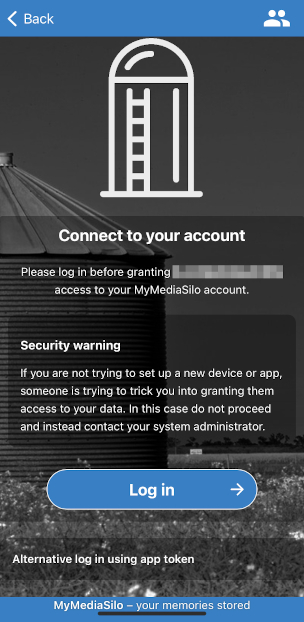 Back
Connect to your account
Please log in before granting
access to your MyMediaSilo account.
Security warning
If you are not trying to set up a new device or app,
someone is trying to trick you into granting them
access to your data. In this case do not proceed
and instead contact your system administrator.
Log in
Alternative log in using app token
MyMediaSilo – your memories stored